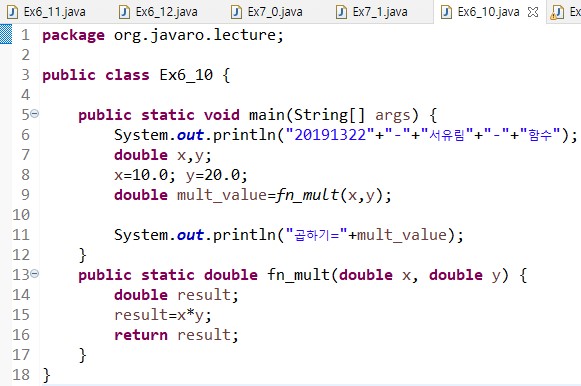 Ex6_11.java Ex6_12.java Ex7_0.java Ex7_1.java Ex6_10.java Ex
1 package org.javaro.lecture;
2
3 public class Ex6_10 {
4
5 public static void main(String[] args) {
6 System.out.println("20191322"+"-"+"서유림"+"-"+"함수");
7 double x,y;
8 x=10.0; y=20.0;
9 double mult_value=fn_mult(x,y);
10
11 System.out.println("곱하기="+mult_value);
12 }
13 public static double fn_mult(double x, double y) {
14 double result;
15 result=x*y;
16 return result;
17 }
18 }